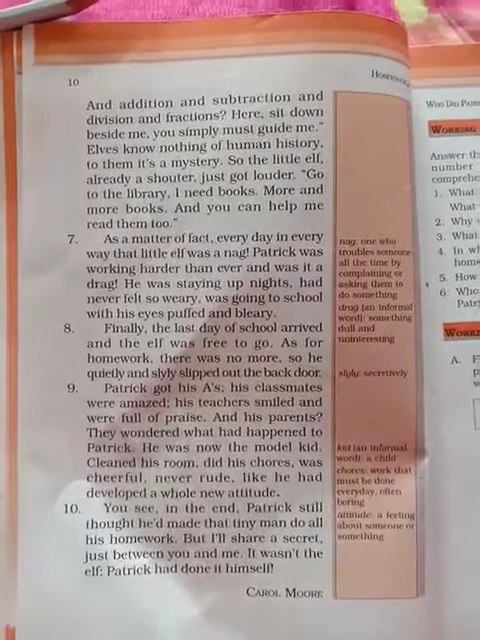 10
And addition and subtraction and
division and fractions? Here, sit down
beside me, you simply must guide me."
Elves know nothing of human history,
to them it's a mystery. So the little elf,
already a shouter, just got louder. "Go
to the library, I need books. More and
more books. And you can help me
read them too."
7. As a matter of fact, every day in every
way that little elf was a nag! Patrick was
working harder than ever and was it a
drag! He was staying up nights, had
never felt so weary, was going to school
with his eyes puffed and bleary.
8. Finally, the last day of school arrived
and the elf was free to go. As for
homework, there was no more, so he
quietly and slyly slipped out the back door.
9. Patrick got his A's; his classmates
were amazed; his teachers smiled and
were full of praise. And his parents?
They wondered what had happened to
Patrick. He was now the model kid.
Cleaned his room, did his chores, was
cheerful, never rude, like he had
developed a whole new attitude.
10. You see, in the end, Patrick still
thought he'd made that tiny man do all
his homework. But I'll share a secret,
just between you and me. It wasn't the
elf; Patrick had done it himself!
CAROL MOORE
nag: one who
troubles someone
all the time by
complaining or
asking them to
do something
drag (an informal
word): something
dull and
uninteresting
slyly: secretively
kid (an informal
word): a child
chores: work that
must be done
everyday, often
boring
attitude: a feeling
about someone or
something
WHO DID
WORKING
Answer
number
1. What
What
2. Why
3. What
4. In
5. How
6. Who
A.